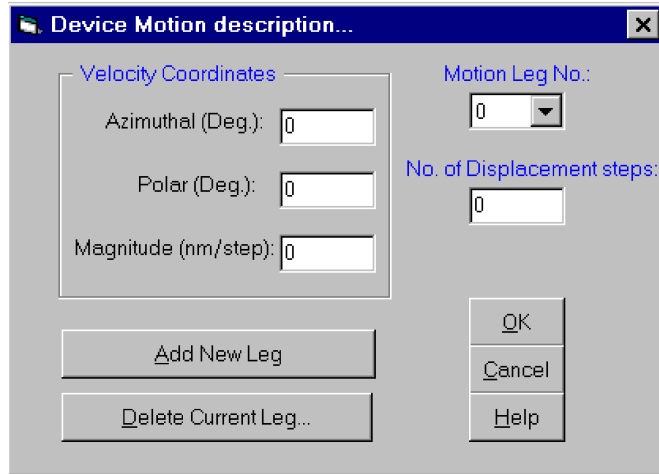 Device Motion description...
Velocity Coordinates
Azimuthal (Deg.): 0
Polar (Deg.): 0
Magnitude (nm/step): 0
Motion Leg No.:
0
No. of Displacement steps:
0
Add New Leg
Delete Current Leg...
OK
Cancel
Help